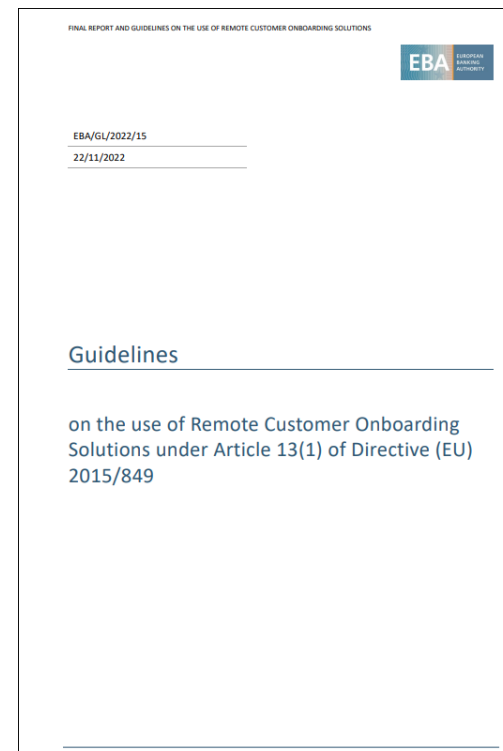 FINAL REPORT AND GUIDELINES ON THE USE OF REMOTE CUSTOMER ONBOARDING SOLUTIONS
EBA EUROPEAN
BANKING
AUTHORITY
EBA/GL/2022/15
22/11/2022
Guidelines
on the use of Remote Customer Onboarding
Solutions under Article 13(1) of Directive (EU)
2015/849